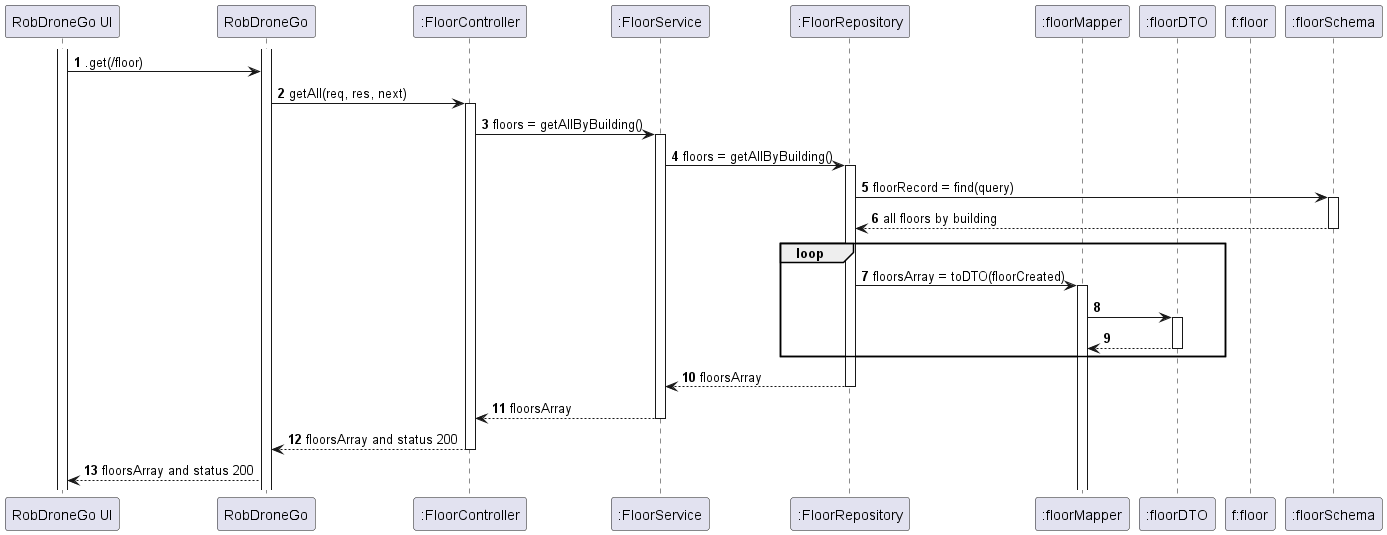 RobDroneGo UI RobDroneGo :FloorController :FloorService :FloorRepository :floorMapper :floorDTO f:floor :floorSchema
1 .get(/floor)
2 getAll(req, res, next)
3 floors = getAllByBuilding()
4 floors = getAllByBuilding()
5 floorRecord = find(query)
6 all floors by building
loop
7 floorsArray = toDTO(floorCreated)
8
9
10 floorsArray
11 floorsArray
12 floorsArray and status 200
13 floorsArray and status 200
RobDroneGo UI RobDroneGo :FloorController :FloorService :FloorRepository :floorMapper :floorDTO f:floor :floorSchema